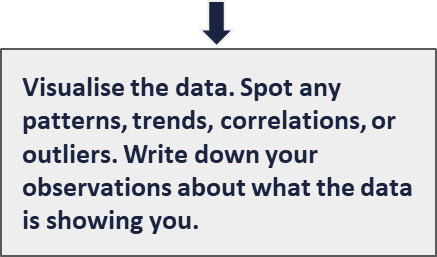 Visualise the data. Spot any
patterns, trends, correlations, or
outliers. Write down your
observations about what the data
is showing you.